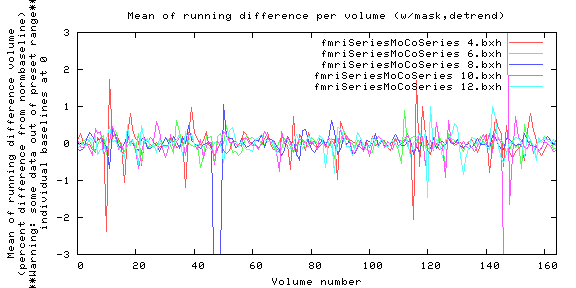 Mean of running difference per volume (w/mask,detrend)
Mean of running difference volume
(percent difference from normbaseline)
**Warning: some data out of preset range**
individual baselines at 0
3
2
1
0
-1
-2
-3
fmriSeriesMoCoSeries 4.bxh
fmriSeriesMoCoSeries 6.bxh
fmriSeriesMoCoSeries 8.bxh
fmriSeriesMoCoSeries 10.bxh
fmriSeriesMoCoSeries 12.bxh
0 20 40 60 80 100 120 140 160
Volume number